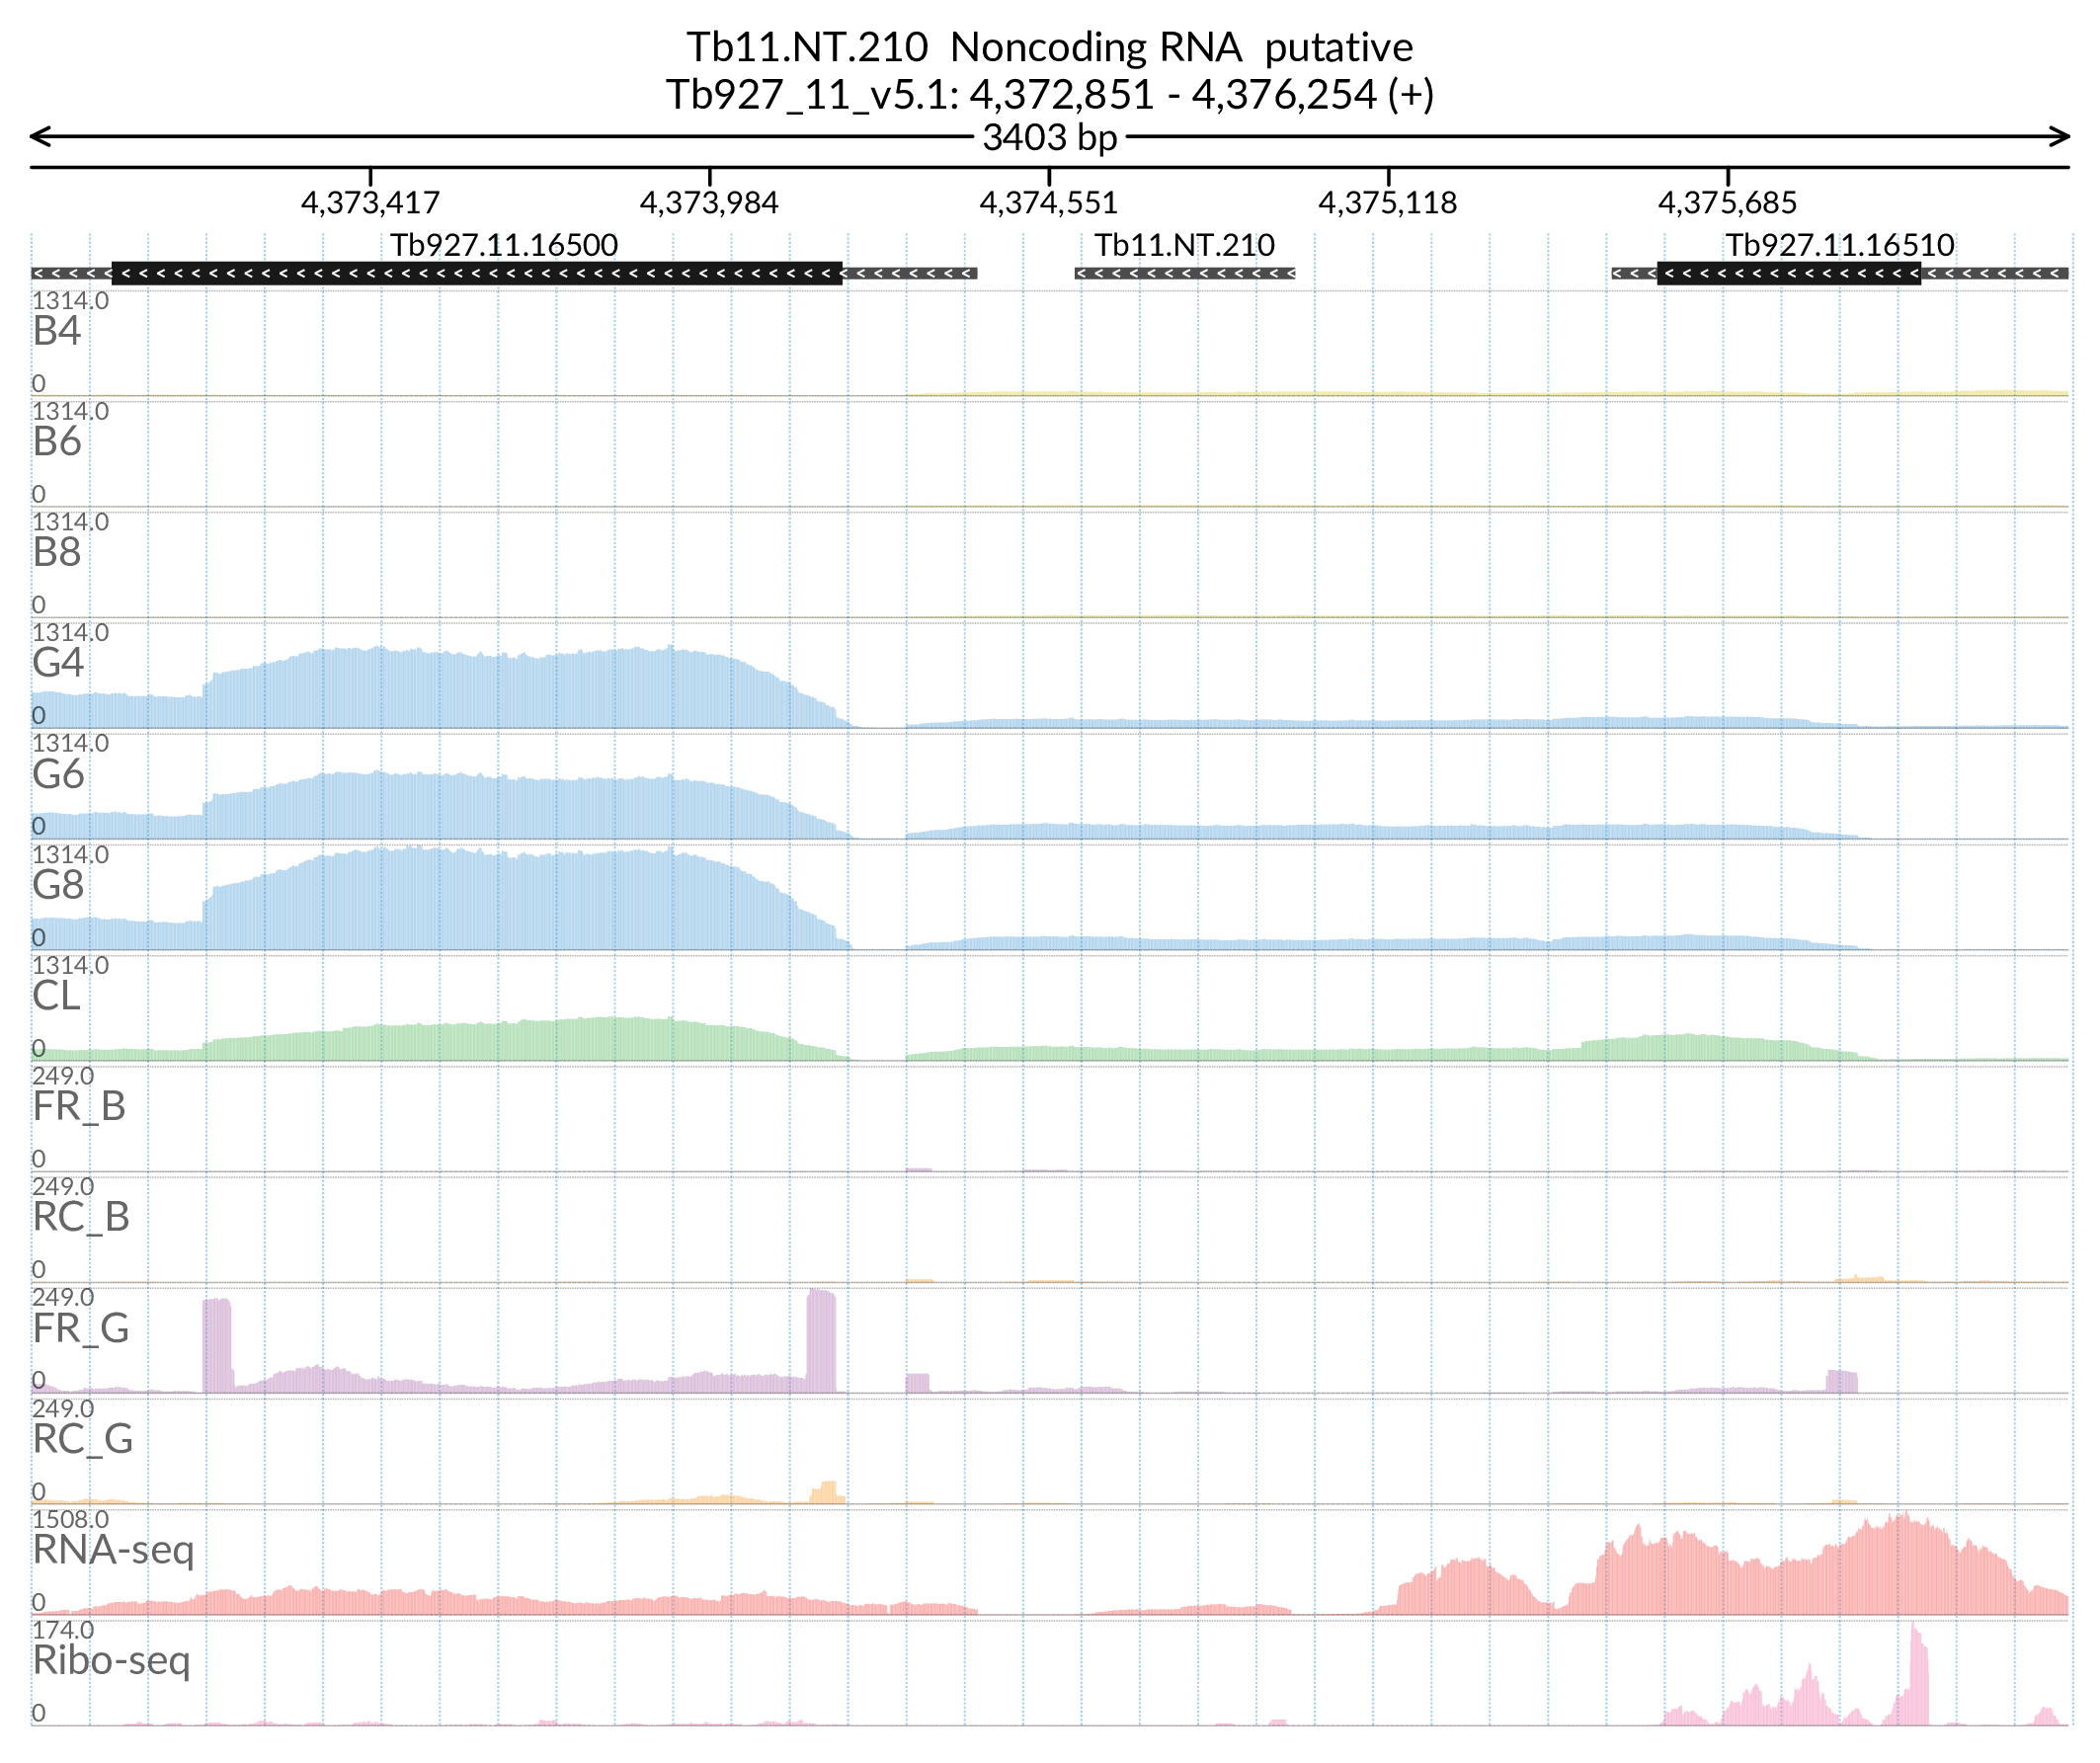 Tb11.NT.210 Noncoding RNA putative
Tb927_11_v5.1: 4,372,851 - 4,376,254 (+)
3403 bp
4,373,417 4,373,984 4,374,551 4,375,118 4,375,685
Tb927.11.16500 Tb11.NT.210 Tb927.11.16510
1314.0
B4
0
1314.0
B6
0
1314.0
B8
0
1314.0
G4
0
1314.0
G6
0
1314.0
G8
0
1314.0
CL
0
249.0
FR_B
0
249.0
RC_B
0
249.0
FR_G
0
249.0
RC_G
0
1508.0
RNA-seq
0
174.0
Ribo-seq
0